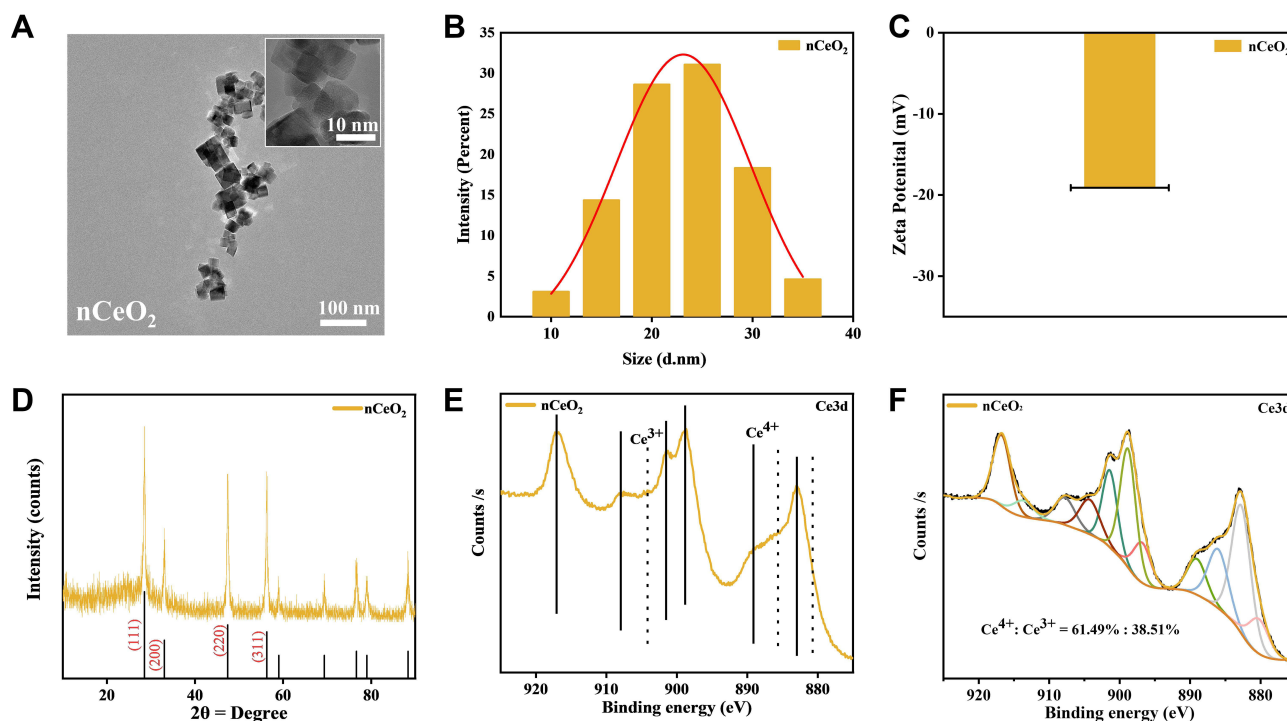 A
10 nm
nCeO₂
100 nm
B
nCeO₂
Intensity (Percent)
35
30
25
20
15
10
5
0
10
20
30
40
Size (d.nm)
C
nCeO₂
Zeta Potenital (mV)
0
-10
-20
-30
D
nCeO₂
Intensity (counts)
(111)
(200)
(220)
(311)
20
40
60
80
2θ = Degree
E
nCeO₂
Ce3d
Ce³⁺
Ce⁴⁺
Counts /s
920
910
900
890
880
Binding energy (eV)
F
nCeO₂
Ce3d
Counts /s
Ce⁴⁺: Ce³⁺ = 61.49% : 38.51%
920
910
900
890
880
Binding energy (eV)